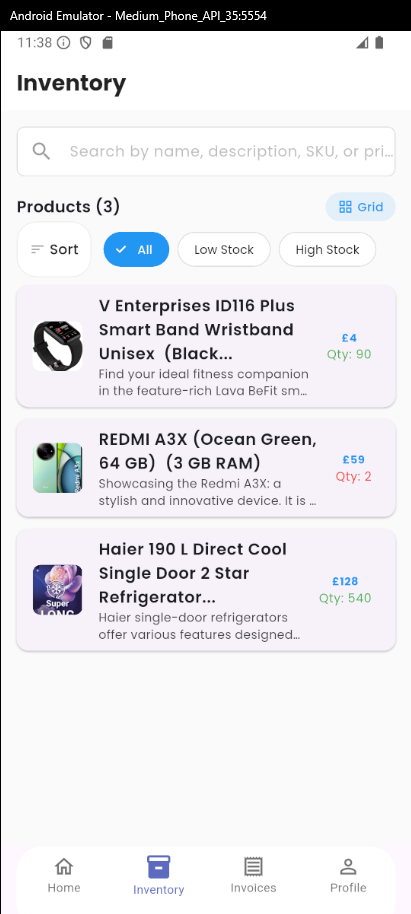 Android Emulator - Medium_Phone_API_35:5554
11:38
Inventory
Search by name, description, SKU, or pri...
Products (3)
Grid
Sort
All
Low Stock
High Stock
V Enterprises ID116 Plus
Smart Band Wristband
Unisex (Black...
£4
Qty: 90
Find your ideal fitness companion
in the feature-rich Lava BeFit sm...
REDMI A3X (Ocean Green,
64 GB) (3 GB RAM)
£59
Qty: 2
Showcasing the Redmi A3X: a
stylish and innovative device. It is ...
Redmi A3x
Haier 190 L Direct Cool
Single Door 2 Star
Refrigerator...
£128
Qty: 540
Haier single-door refrigerators
offer various features designed...
Super
LONG
Home
Inventory
Invoices
Profile